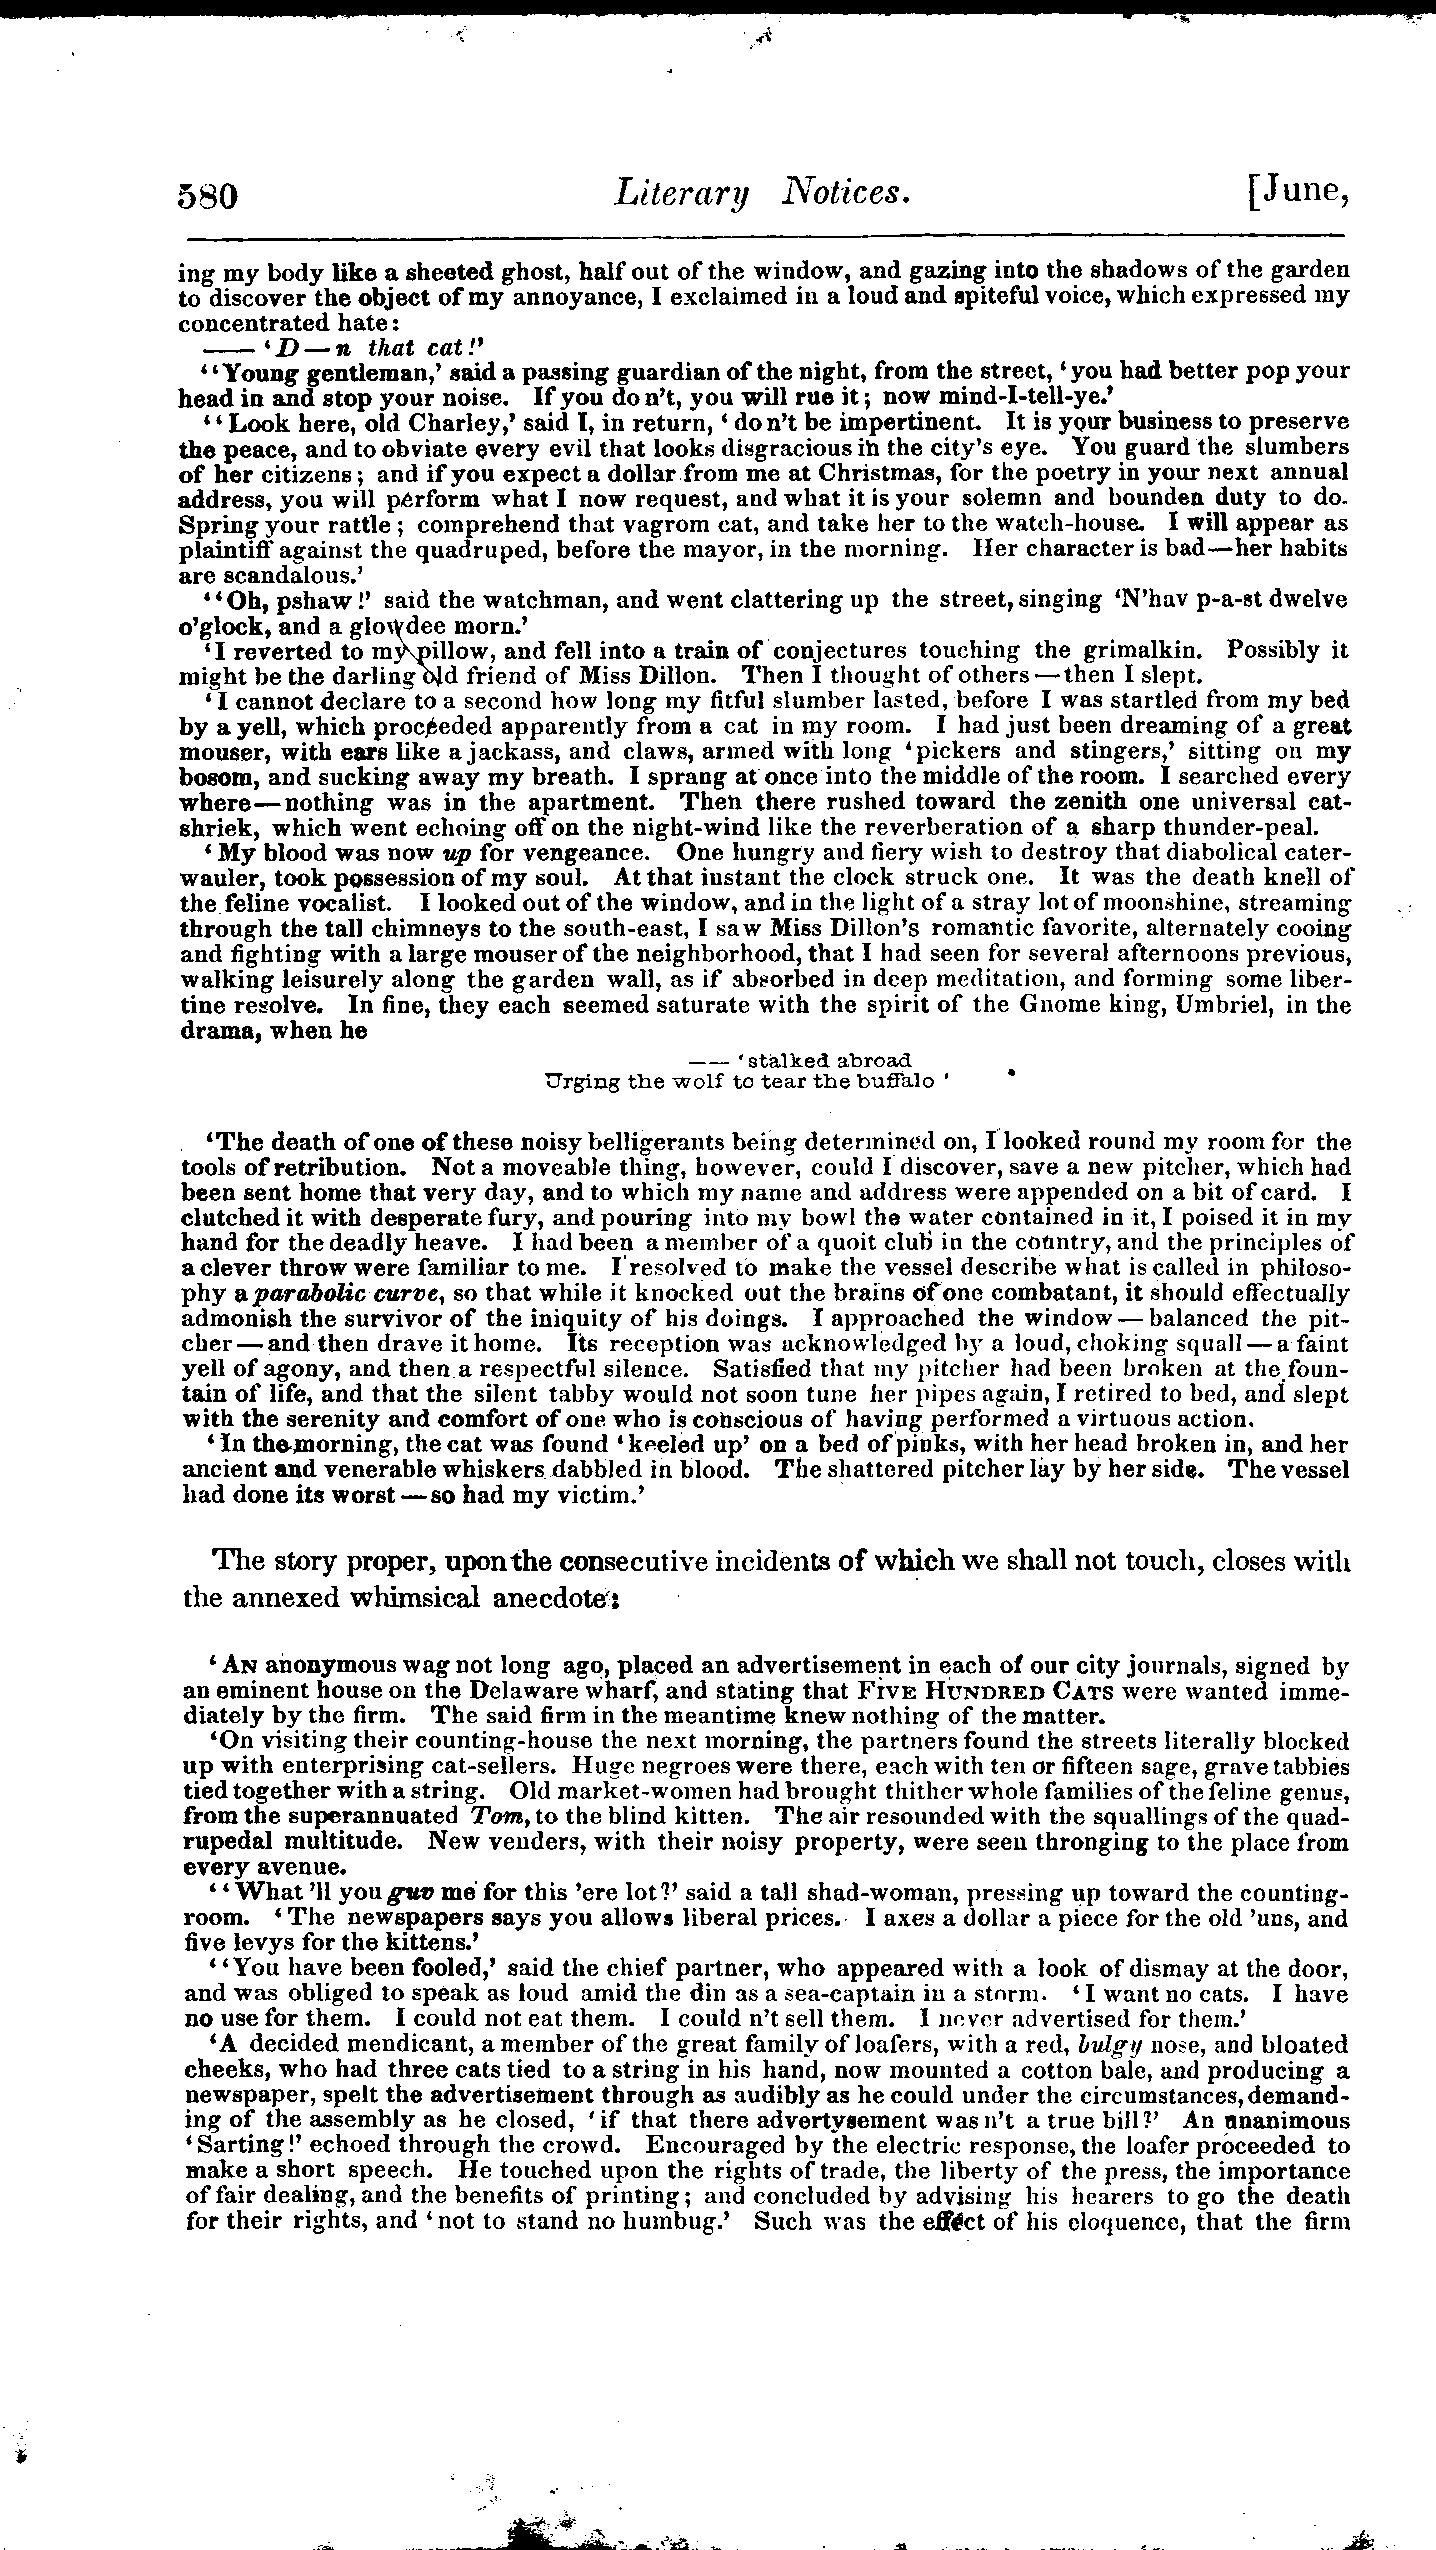 580 Literary Notices. [June,
ing my body like a sheeted ghost, half out of the window, and gazing into the shadows of the garden
to discover the object of my annoyance, I exclaimed in a loud and spiteful voice, which expressed my
concentrated hate:
—— 'D—n that cat!'
''Young gentleman,' said a passing guardian of the night, from the street, 'you had better pop your
head in and stop your noise. If you do n't, you will rue it; now mind-I-tell-ye.'
''Look here, old Charley,' said I, in return, 'do n't be impertinent. It is your business to preserve
the peace, and to obviate every evil that looks disgracious in the city's eye. You guard the slumbers
of her citizens; and if you expect a dollar from me at Christmas, for the poetry in your next annual
address, you will perform what I now request, and what it is your solemn and bounden duty to do.
Spring your rattle; comprehend that vagrom cat, and take her to the watch-house. I will appear as
plaintiff against the quadruped, before the mayor, in the morning. Her character is bad—her habits
are scandalous.'
''Oh, pshaw!' said the watchman, and went clattering up the street, singing 'N'hav p-a-st dwelve
o'glock, and a glowdee morn.'
'I reverted to my pillow, and fell into a train of conjectures touching the grimalkin. Possibly it
might be the darling old friend of Miss Dillon. Then I thought of others—then I slept.
'I cannot declare to a second how long my fitful slumber lasted, before I was startled from my bed
by a yell, which proceeded apparently from a cat in my room. I had just been dreaming of a great
mouser, with ears like a jackass, and claws, armed with long 'pickers and stingers,' sitting on my
bosom, and sucking away my breath. I sprang at once into the middle of the room. I searched every
where—nothing was in the apartment. Then there rushed toward the zenith one universal cat-
shriek, which went echoing off on the night-wind like the reverberation of a sharp thunder-peal.
'My blood was now up for vengeance. One hungry and fiery wish to destroy that diabolical cater-
wauler, took possession of my soul. At that instant the clock struck one. It was the death knell of
the feline vocalist. I looked out of the window, and in the light of a stray lot of moonshine, streaming
through the tall chimneys to the south-east, I saw Miss Dillon's romantic favorite, alternately cooing
and fighting with a large mouser of the neighborhood, that I had seen for several afternoons previous,
walking leisurely along the garden wall, as if absorbed in deep meditation, and forming some liber-
tine resolve. In fine, they each seemed saturate with the spirit of the Gnome king, Umbriel, in the
drama, when he
—— 'stalked abroad
Urging the wolf to tear the buffalo '
'The death of one of these noisy belligerants being determined on, I looked round my room for the
tools of retribution. Not a moveable thing, however, could I discover, save a new pitcher, which had
been sent home that very day, and to which my name and address were appended on a bit of card. I
clutched it with desperate fury, and pouring into my bowl the water contained in it, I poised it in my
hand for the deadly heave. I had been a member of a quoit club in the country, and the principles of
a clever throw were familiar to me. I resolved to make the vessel describe what is called in philoso-
phy a parabolic curve, so that while it knocked out the brains of one combatant, it should effectually
admonish the survivor of the iniquity of his doings. I approached the window—balanced the pit-
cher—and then drave it home. Its reception was acknowledged by a loud, choking squall—a faint
yell of agony, and then a respectful silence. Satisfied that my pitcher had been broken at the foun-
tain of life, and that the silent tabby would not soon tune her pipes again, I retired to bed, and slept
with the serenity and comfort of one who is conscious of having performed a virtuous action.
'In the morning, the cat was found 'keeled up' on a bed of pinks, with her head broken in, and her
ancient and venerable whiskers dabbled in blood. The shattered pitcher lay by her side. The vessel
had done its worst—so had my victim.'
The story proper, upon the consecutive incidents of which we shall not touch, closes with
the annexed whimsical anecdote:
'AN anonymous wag not long ago, placed an advertisement in each of our city journals, signed by
an eminent house on the Delaware wharf, and stating that FIVE HUNDRED CATS were wanted imme-
diately by the firm. The said firm in the meantime knew nothing of the matter.
'On visiting their counting-house the next morning, the partners found the streets literally blocked
up with enterprising cat-sellers. Huge negroes were there, each with ten or fifteen sage, grave tabbies
tied together with a string. Old market-women had brought thither whole families of the feline genus,
from the superannuated Tom, to the blind kitten. The air resounded with the squallings of the quad-
rupedal multitude. New venders, with their noisy property, were seen thronging to the place from
every avenue.
''What 'll you guv me for this 'ere lot?' said a tall shad-woman, pressing up toward the counting-
room. 'The newspapers says you allows liberal prices. I axes a dollar a piece for the old 'uns, and
five levys for the kittens.'
''You have been fooled,' said the chief partner, who appeared with a look of dismay at the door,
and was obliged to speak as loud amid the din as a sea-captain in a storm. 'I want no cats. I have
no use for them. I could not eat them. I could n't sell them. I never advertised for them.'
'A decided mendicant, a member of the great family of loafers, with a red, bulgy nose, and bloated
cheeks, who had three cats tied to a string in his hand, now mounted a cotton bale, and producing a
newspaper, spelt the advertisement through as audibly as he could under the circumstances, demand-
ing of the assembly as he closed, 'if that there advertysement was n't a true bill?' An unanimous
'Sarting!' echoed through the crowd. Encouraged by the electric response, the loafer proceeded to
make a short speech. He touched upon the rights of trade, the liberty of the press, the importance
of fair dealing, and the benefits of printing; and concluded by advising his hearers to go the death
for their rights, and 'not to stand no humbug.' Such was the effect of his eloquence, that the firm